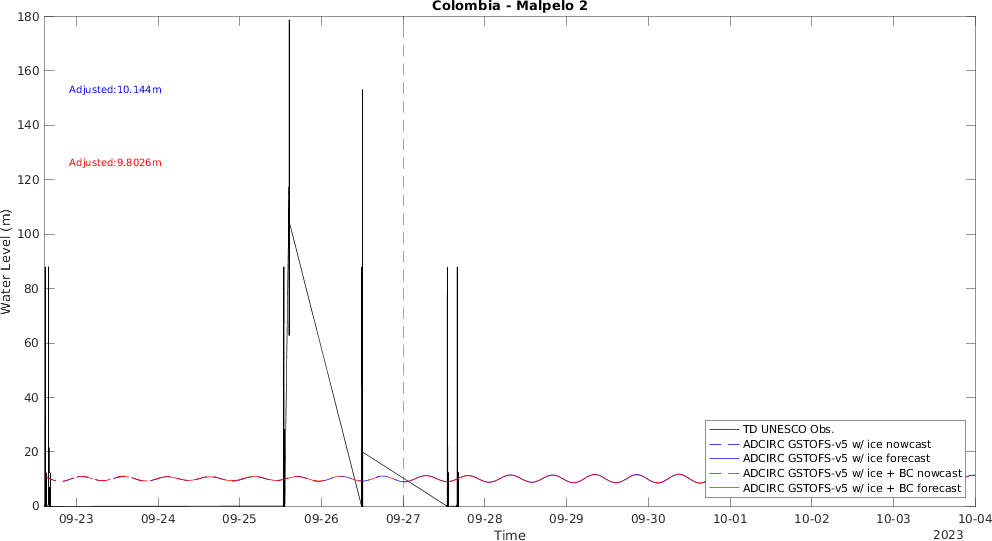 Colombia - Malpelo 2
180
160
140
120
100
80
60
40
20
0
Water Level (m)
Adjusted:10.144m
Adjusted:9.8026m
TD UNESCO Obs.
ADCIRC GSTOFS-v5 w/ ice nowcast
ADCIRC GSTOFS-v5 w/ ice forecast
ADCIRC GSTOFS-v5 w/ ice + BC nowcast
ADCIRC GSTOFS-v5 w/ ice + BC forecast
09-23 09-24 09-25 09-26 09-27 09-28 09-29 09-30 10-01 10-02 10-03 10-04
Time
2023